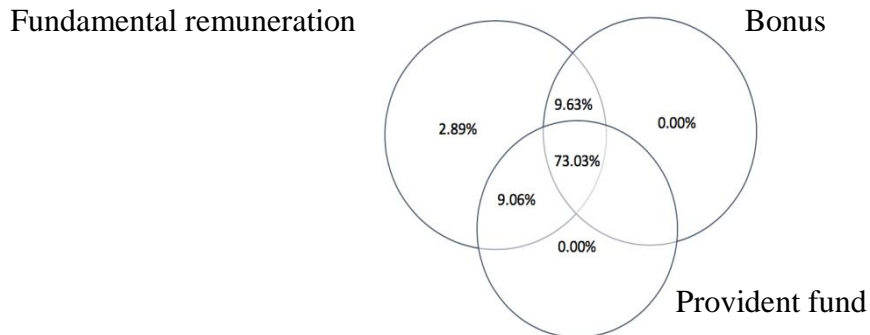 Fundamental remuneration
Bonus
9.63%
2.89%
0.00%
73.03%
9.06%
0.00%
Provident fund